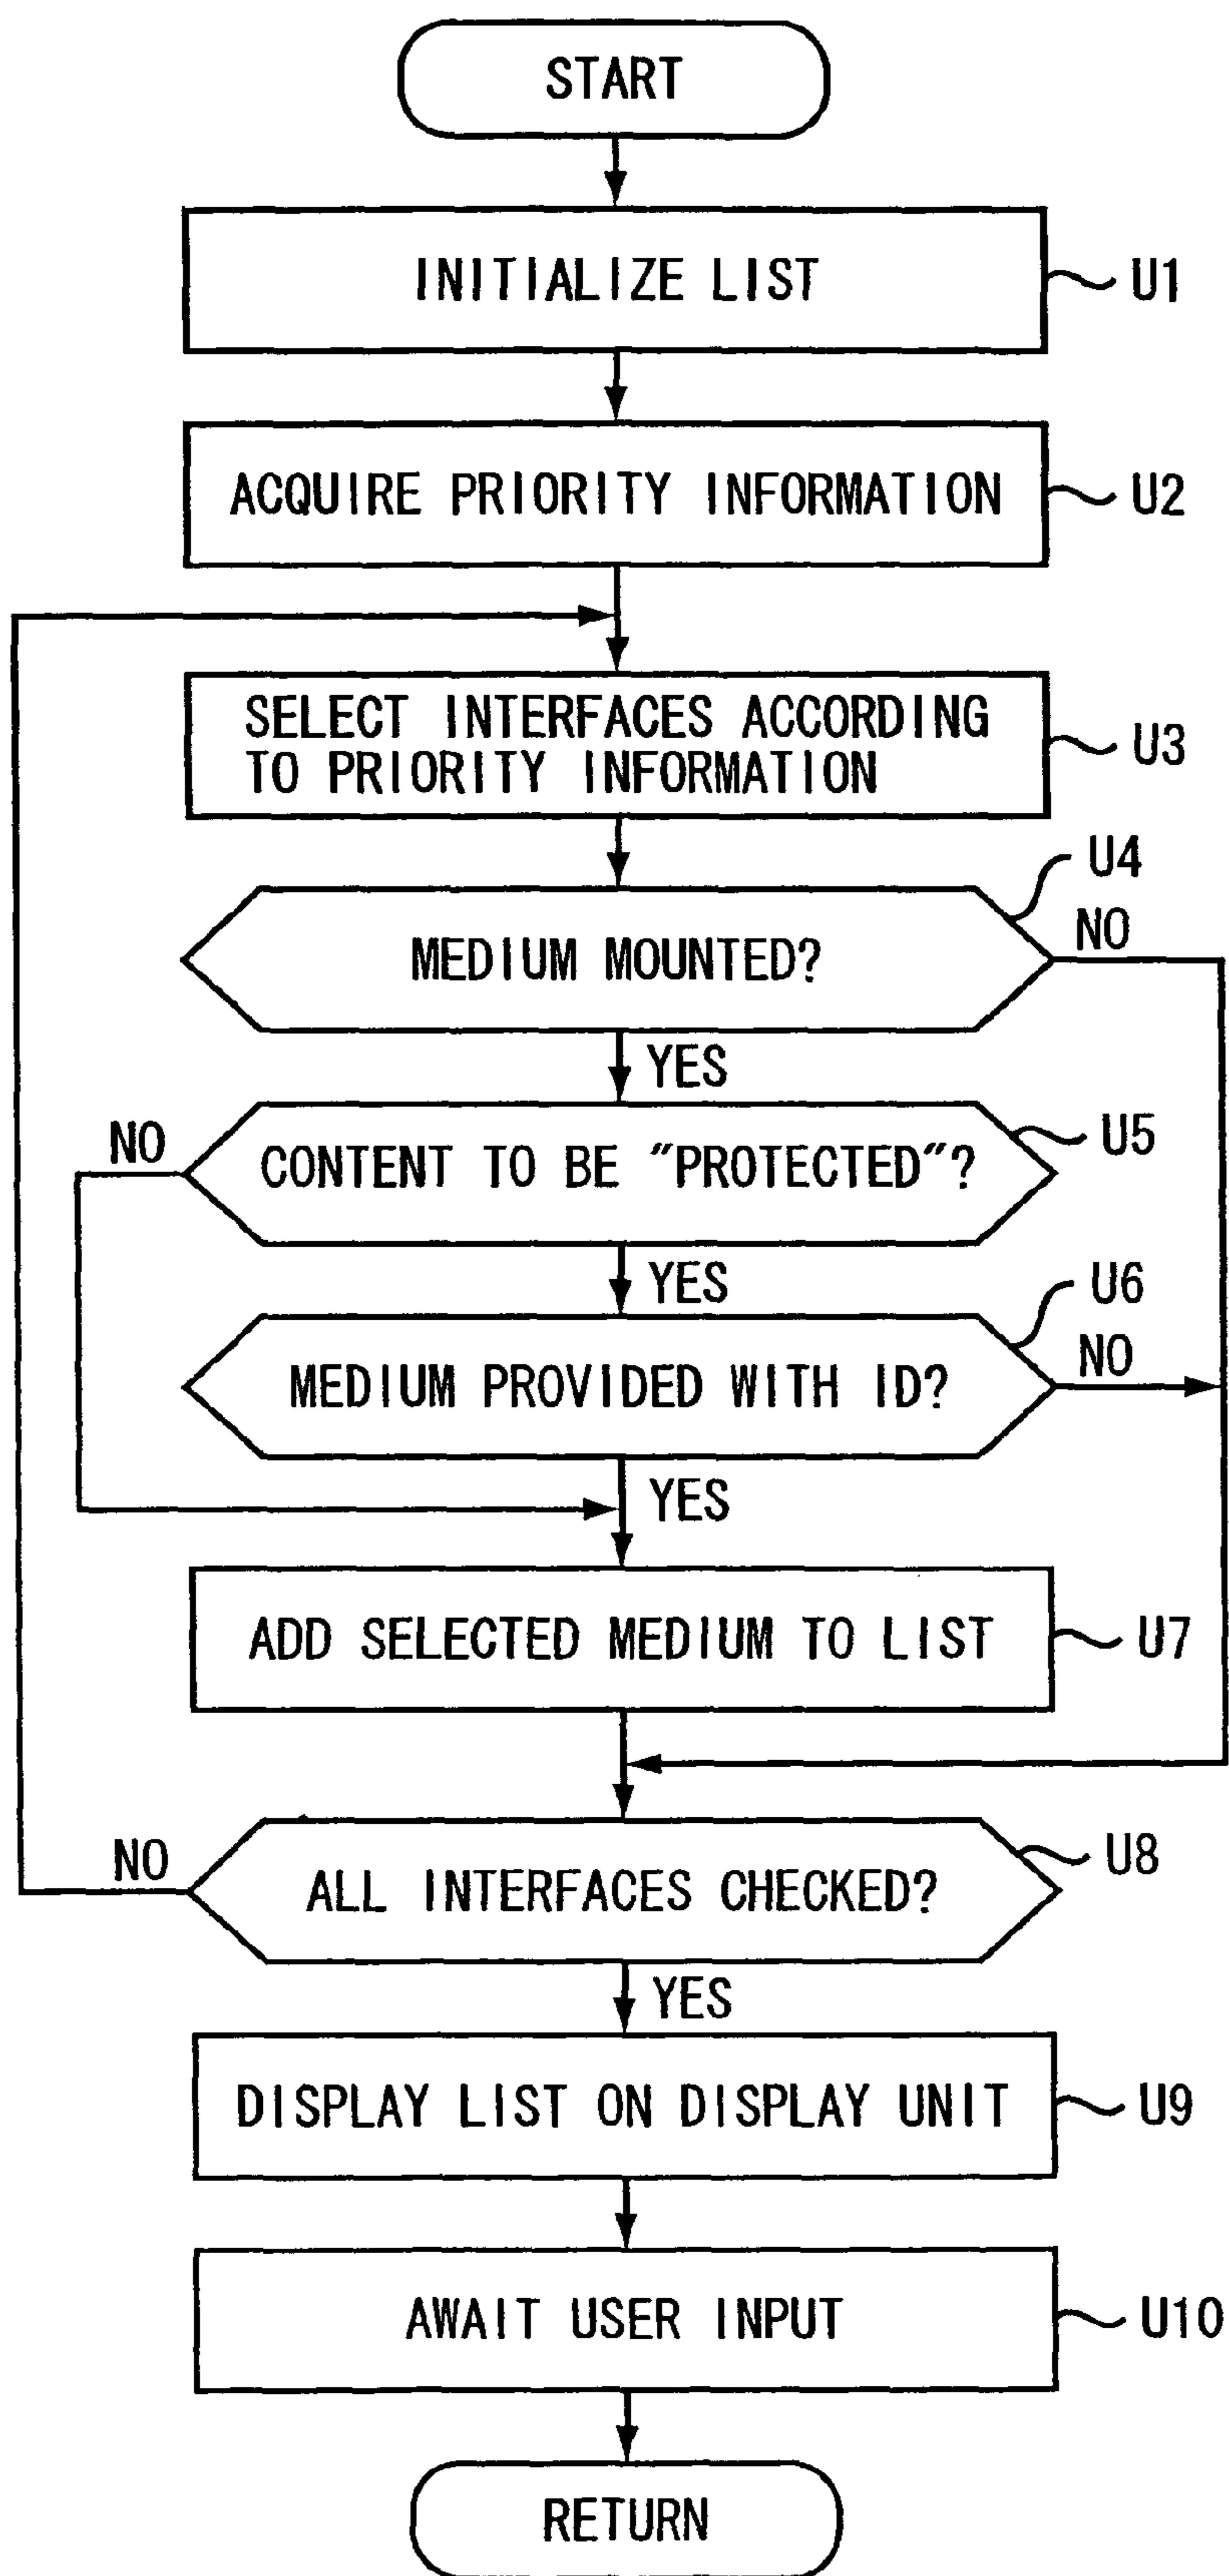 START
INITIALIZE LIST
U1
ACQUIRE PRIORITY INFORMATION
U2
SELECT INTERFACES ACCORDING
TO PRIORITY INFORMATION
U3
U4
MEDIUM MOUNTED?
NO
YES
NO
CONTENT TO BE "PROTECTED"?
U5
YES
U6
MEDIUM PROVIDED WITH ID?
NO
YES
ADD SELECTED MEDIUM TO LIST
U7
NO
ALL INTERFACES CHECKED?
U8
YES
DISPLAY LIST ON DISPLAY UNIT
U9
AWAIT USER INPUT
U10
RETURN